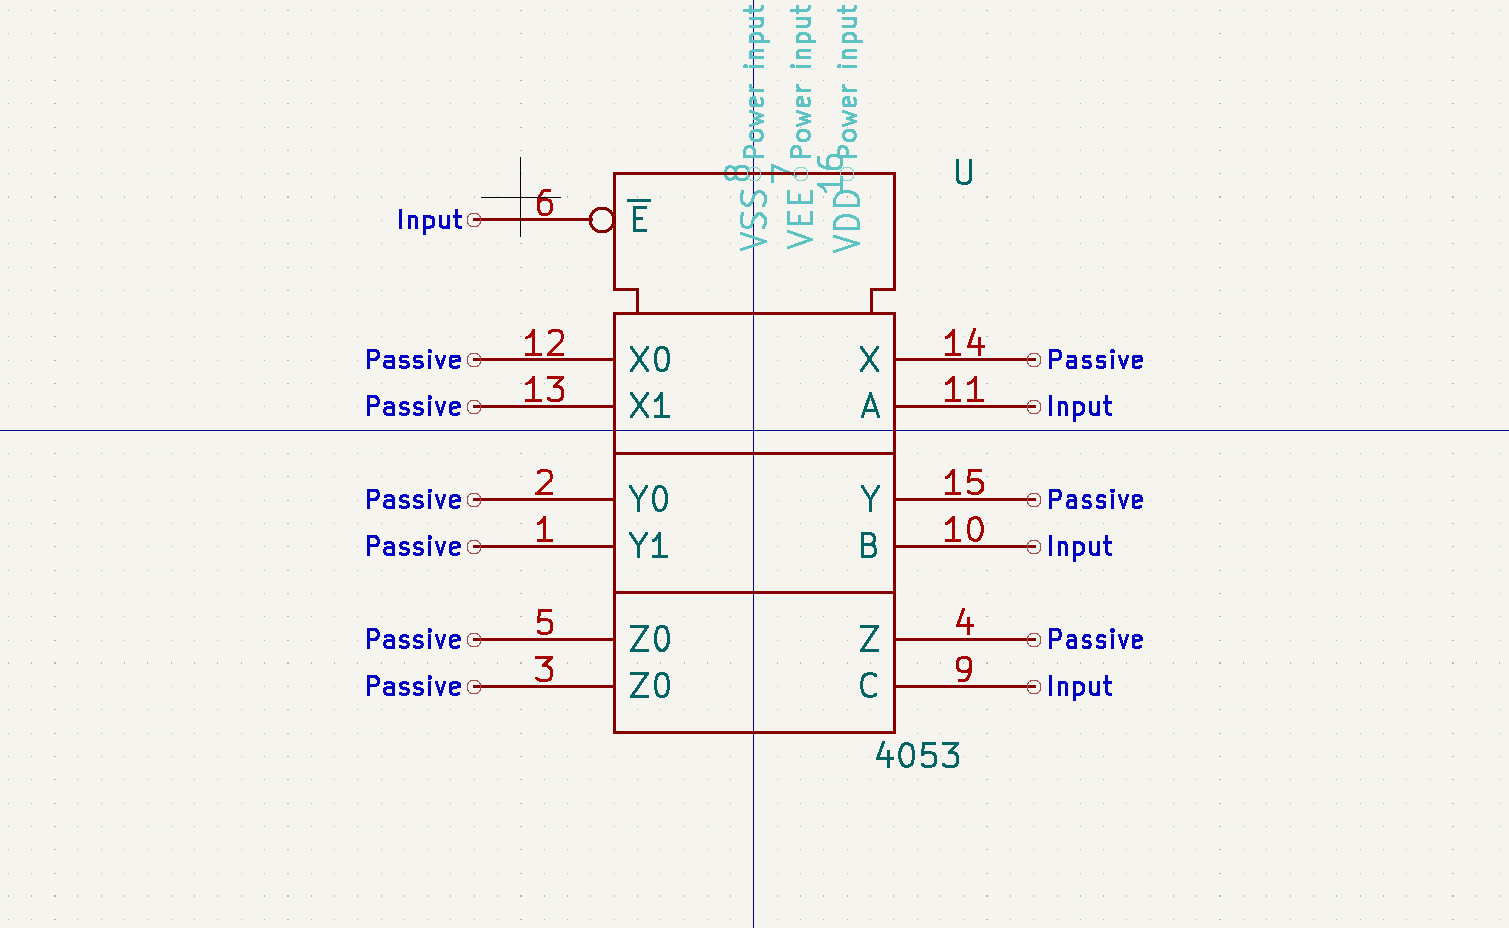 Power input
Power input
Power input
8
7
16
VSS
VEE
VDD
U
Input
6
E
Passive
12
X0
X
14
Passive
Passive
13
X1
A
11
Input
Passive
2
Y0
Y
15
Passive
Passive
1
Y1
B
10
Input
Passive
5
Z0
Z
4
Passive
Passive
3
Z0
C
9
Input
4053